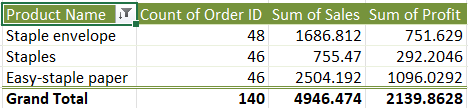 Product Name Count of Order ID Sum of Sales Sum of Profit
Staple envelope 48 1686.812 751.629
Staples 46 755.47 292.2046
Easy-staple paper 46 2504.192 1096.0292
Grand Total 140 4946.474 2139.8628